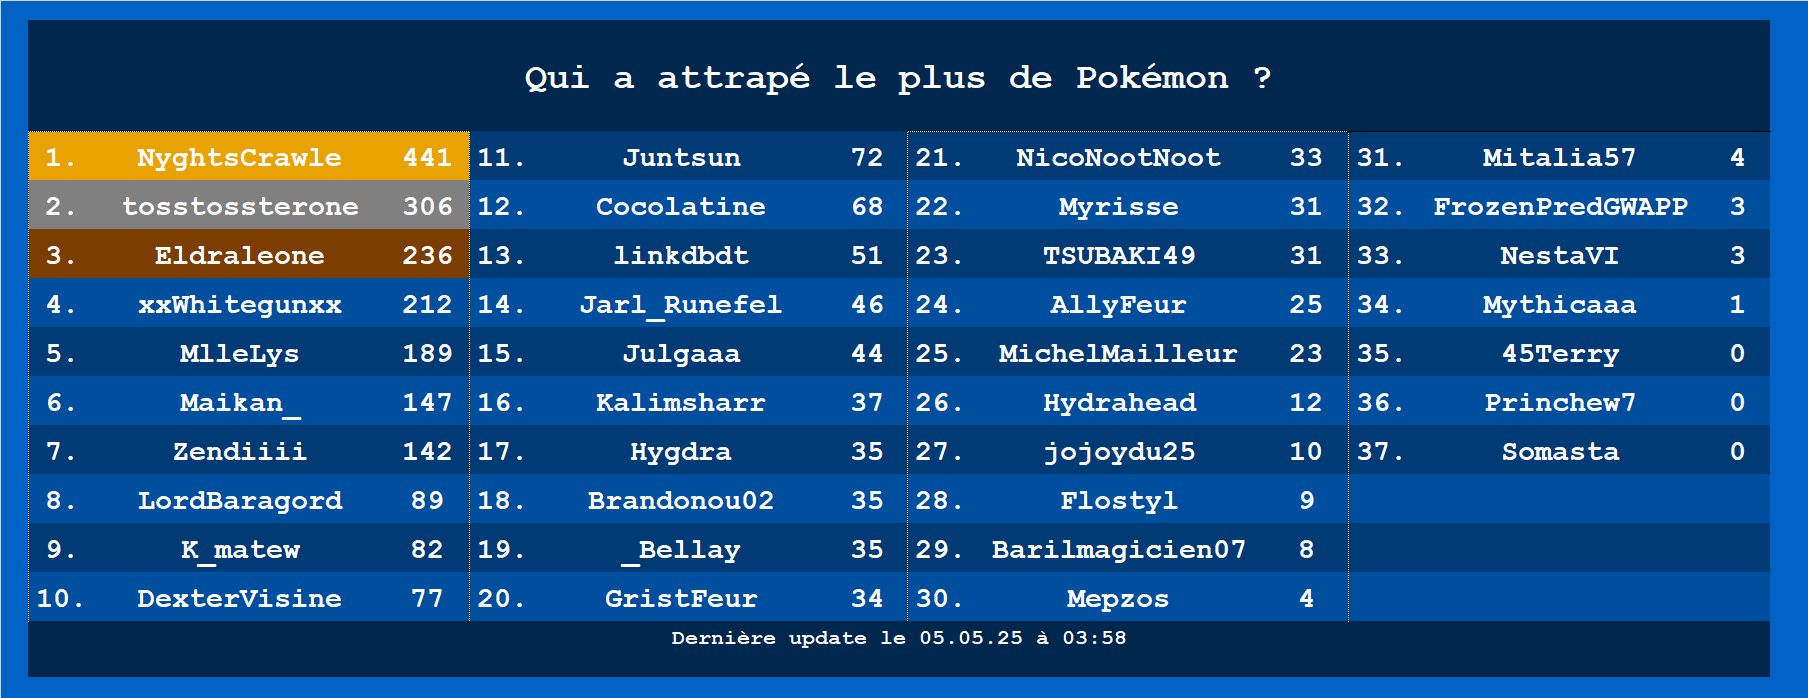 Qui a attrapé le plus de Pokémon ?
1. NyghtsCrawle 441
2. tosstossterone 306
3. Eldraleone 236
4. xxWhitegunxx 212
5. MlleLys 189
6. Maikan_ 147
7. Zendiiii 142
8. LordBaragord 89
9. K_matew 82
10. DexterVisine 77
11. Juntsun 72
12. Cocolatine 68
13. linkdbdt 51
14. Jarl_Runefel 46
15. Julgaaa 44
16. Kalimsharr 37
17. Hygdra 35
18. Brandonou02 35
19. _Bellay 35
20. GristFeur 34
21. NicoNootNoot 33
22. Myrisse 31
23. TSUBAKI49 31
24. AllyFeur 25
25. MichelMailleur 23
26. Hydrahead 12
27. jojoydu25 10
28. Flostyl 9
29. Barilmagicien07 8
30. Mepzos 4
31. Mitalia57 4
32. FrozenPredGWAPP 3
33. NestaVI 3
34. Mythicaaa 1
35. 45Terry 0
36. Princhew7 0
37. Somasta 0
Dernière update le 05.05.25 à 03:58